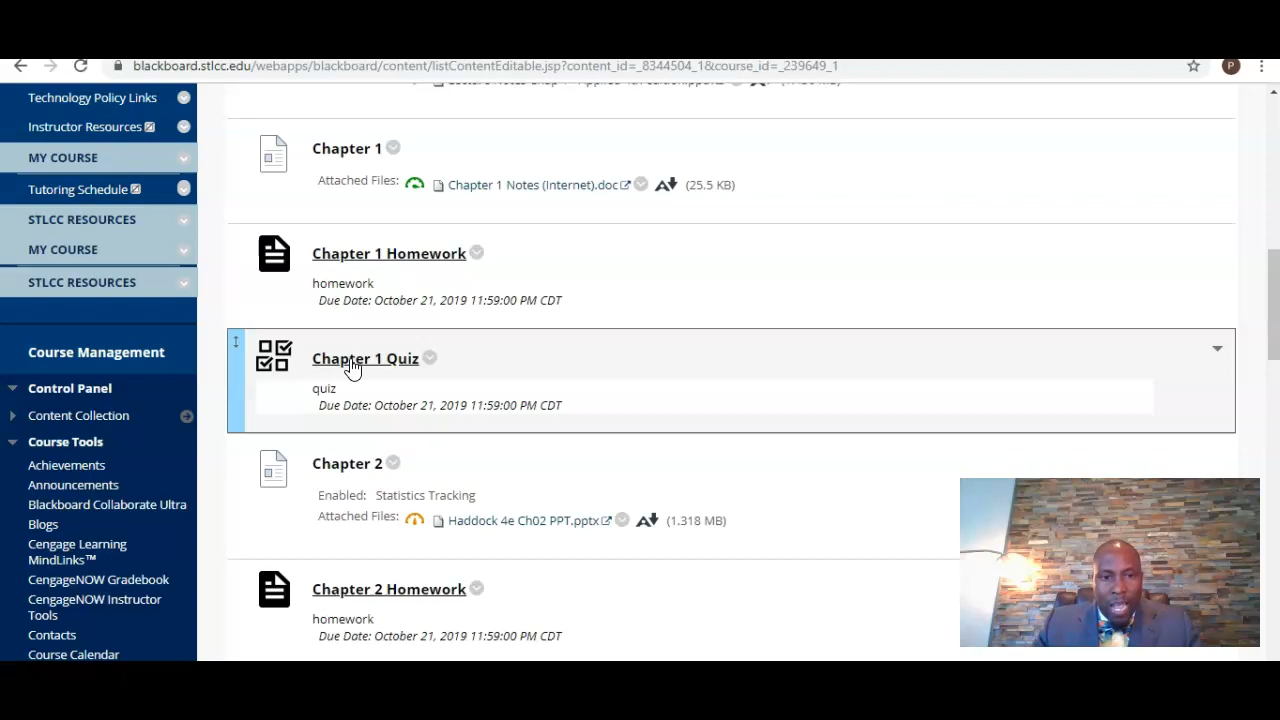 blackboard.stlcc.edu/webapps/blackboard/content/listContentEditable.jsp?content_id=_8344504_1&course_id=_239649_1
P
Technology Policy Links
Instructor Resources
MY COURSE
Tutoring Schedule
STLCC RESOURCES
MY COURSE
STLCC RESOURCES
Course Management
Control Panel
Content Collection
Course Tools
Achievements
Announcements
Blackboard Collaborate Ultra
Blogs
Cengage Learning
MindLinks™
CengageNOW Gradebook
CengageNOW Instructor
Tools
Contacts
Course Calendar
Chapter 1
Attached Files: Chapter 1 Notes (Internet).doc (25.5 KB)
Chapter 1 Homework
homework
Due Date: October 21, 2019 11:59:00 PM CDT
Chapter 1 Quiz
quiz
Due Date: October 21, 2019 11:59:00 PM CDT
Chapter 2
Enabled: Statistics Tracking
Attached Files: Haddock 4e Ch02 PPT.pptx (1.318 MB)
Chapter 2 Homework
homework
Due Date: October 21, 2019 11:59:00 PM CDT